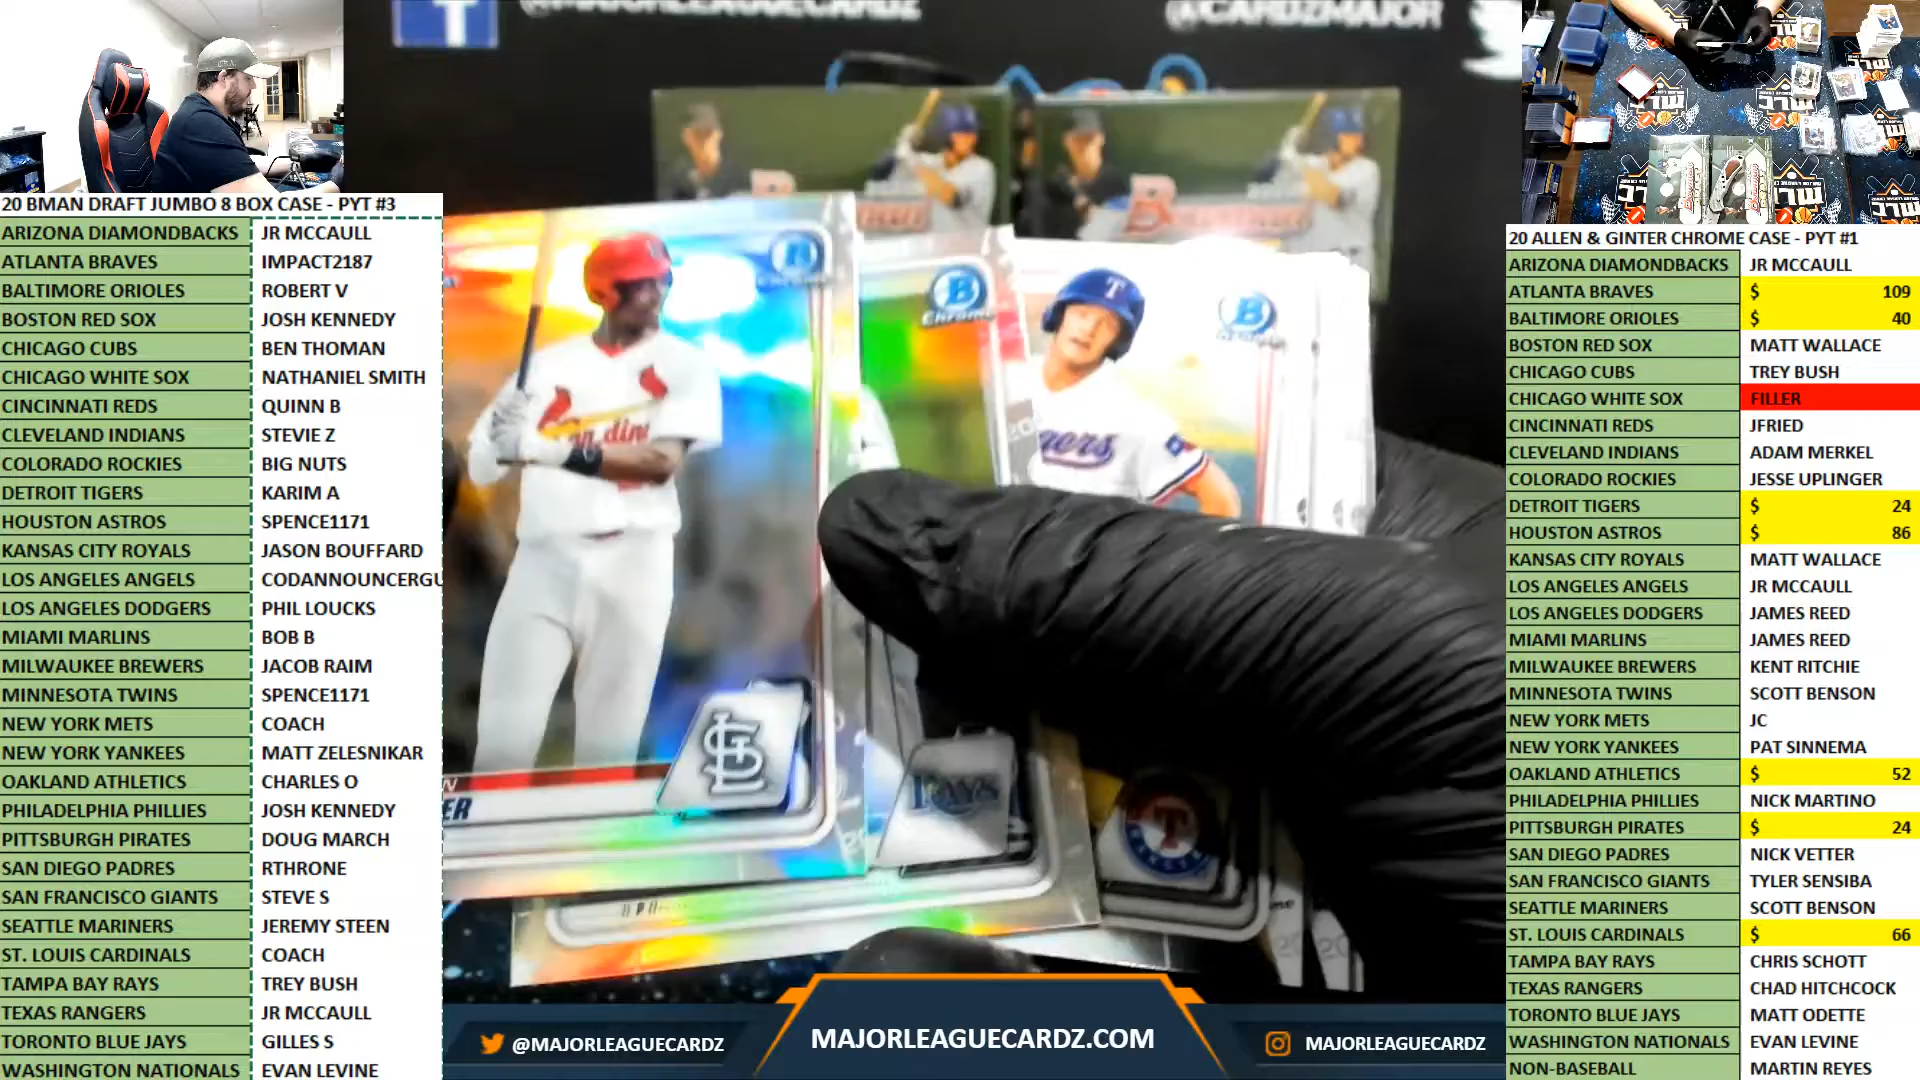 @MAJORLEAGUECARDZ
@CARDZMAJOR
20 BMAN DRAFT JUMBO 8 BOX CASE - PYT #3
ARIZONA DIAMONDBACKS JR MCCAULL
ATLANTA BRAVES IMPACT2187
BALTIMORE ORIOLES ROBERT V
BOSTON RED SOX JOSH KENNEDY
CHICAGO CUBS BEN THOMAN
CHICAGO WHITE SOX NATHANIEL SMITH
CINCINNATI REDS QUINN B
CLEVELAND INDIANS STEVIE Z
COLORADO ROCKIES BIG NUTS
DETROIT TIGERS KARIM A
HOUSTON ASTROS SPENCE1171
KANSAS CITY ROYALS JASON BOUFFARD
LOS ANGELES ANGELS CODANNOUNCERGU
LOS ANGELES DODGERS PHIL LOUCKS
MIAMI MARLINS BOB B
MILWAUKEE BREWERS JACOB RAIM
MINNESOTA TWINS SPENCE1171
NEW YORK METS COACH
NEW YORK YANKEES MATT ZELESNIKAR
OAKLAND ATHLETICS CHARLES O
PHILADELPHIA PHILLIES JOSH KENNEDY
PITTSBURGH PIRATES DOUG MARCH
SAN DIEGO PADRES RTHRONE
SAN FRANCISCO GIANTS STEVE S
SEATTLE MARINERS JEREMY STEEN
ST. LOUIS CARDINALS COACH
TAMPA BAY RAYS TREY BUSH
TEXAS RANGERS JR MCCAULL
TORONTO BLUE JAYS GILLES S
WASHINGTON NATIONALS EVAN LEVINE
B
Chrome
T
Rays
@MAJORLEAGUECARDZ
MAJORLEAGUECARDZ.COM
MAJORLEAGUECARDZ
20 ALLEN & GINTER CHROME CASE - PYT #1
ARIZONA DIAMONDBACKS JR MCCAULL
ATLANTA BRAVES $ 109
BALTIMORE ORIOLES $ 40
BOSTON RED SOX MATT WALLACE
CHICAGO CUBS TREY BUSH
CHICAGO WHITE SOX FILLER
CINCINNATI REDS JFRIED
CLEVELAND INDIANS ADAM MERKEL
COLORADO ROCKIES JESSE UPLINGER
DETROIT TIGERS $ 24
HOUSTON ASTROS $ 86
KANSAS CITY ROYALS MATT WALLACE
LOS ANGELES ANGELS JR MCCAULL
LOS ANGELES DODGERS JAMES REED
MIAMI MARLINS JAMES REED
MILWAUKEE BREWERS KENT RITCHIE
MINNESOTA TWINS SCOTT BENSON
NEW YORK METS JC
NEW YORK YANKEES PAT SINNEMA
OAKLAND ATHLETICS $ 52
PHILADELPHIA PHILLIES NICK MARTINO
PITTSBURGH PIRATES $ 24
SAN DIEGO PADRES NICK VETTER
SAN FRANCISCO GIANTS TYLER SENSIBA
SEATTLE MARINERS SCOTT BENSON
ST. LOUIS CARDINALS $ 66
TAMPA BAY RAYS CHRIS SCHOTT
TEXAS RANGERS CHAD HITCHCOCK
TORONTO BLUE JAYS MATT ODETTE
WASHINGTON NATIONALS EVAN LEVINE
NON-BASEBALL MARTIN REYES